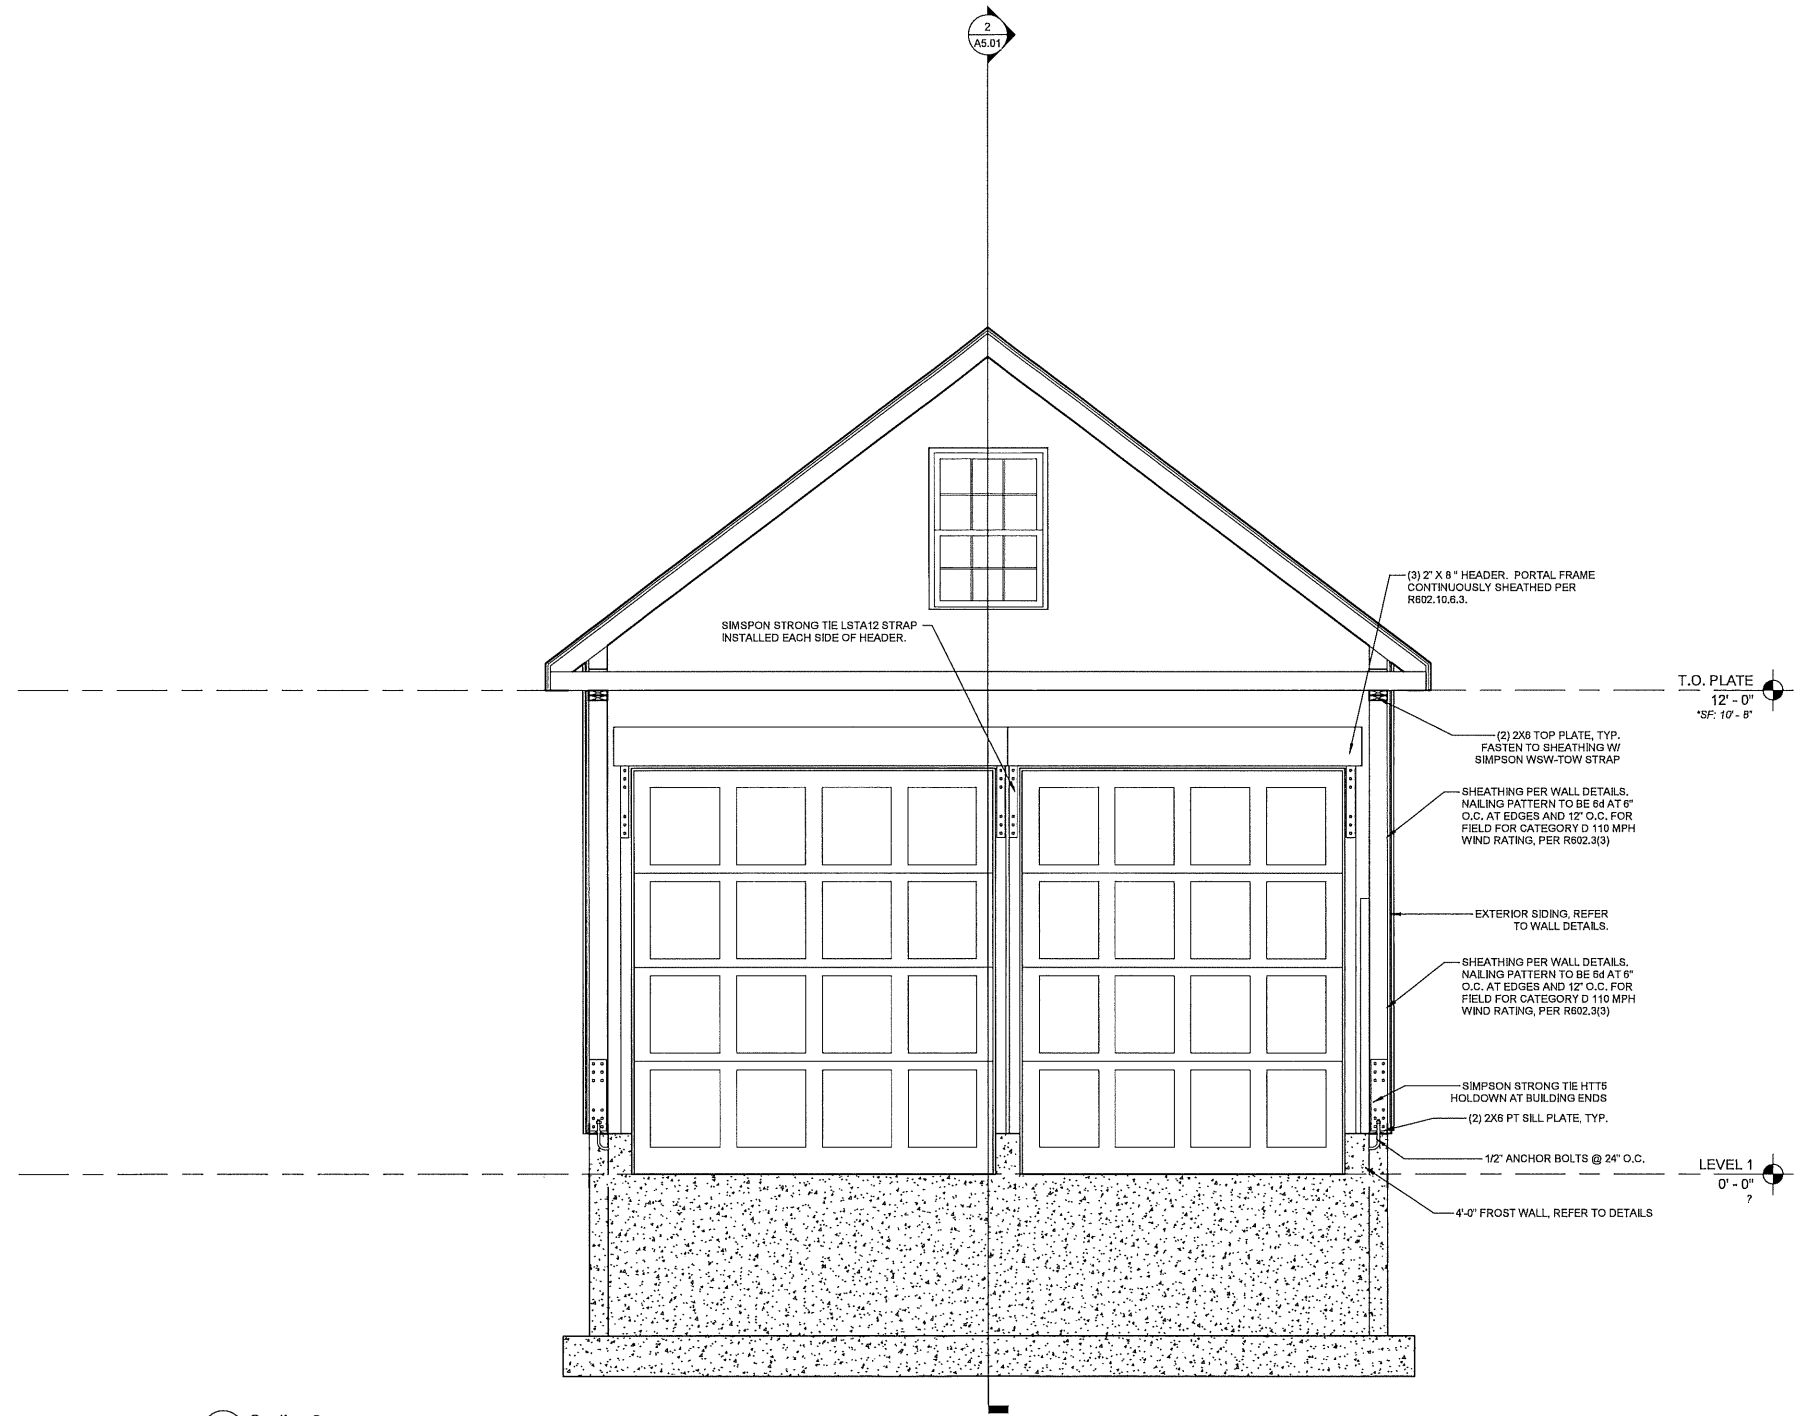 2
A5.01
(3) 2" X 8 " HEADER. PORTAL FRAME
CONTINUOUSLY SHEATHED PER
R602.10.6.3.
SIMSPON STRONG TIE LSTA12 STRAP
INSTALLED EACH SIDE OF HEADER.
T.O. PLATE
12' - 0"
*SF: 10' - 8"
(2) 2X6 TOP PLATE, TYP.
FASTEN TO SHEATHING W/
SIMPSON WSW-TOW STRAP
SHEATHING PER WALL DETAILS.
NAILING PATTERN TO BE 6d AT 6"
O.C. AT EDGES AND 12" O.C. FOR
FIELD FOR CATEGORY D 110 MPH
WIND RATING, PER R602.3(3)
EXTERIOR SIDING, REFER
TO WALL DETAILS.
SHEATHING PER WALL DETAILS.
NAILING PATTERN TO BE 6d AT 6"
O.C. AT EDGES AND 12" O.C. FOR
FIELD FOR CATEGORY D 110 MPH
WIND RATING, PER R602.3(3)
SIMPSON STRONG TIE HTT5
HOLDOWN AT BUILDING ENDS
(2) 2X6 PT SILL PLATE, TYP.
1/2" ANCHOR BOLTS @ 24" O.C.
LEVEL 1
0' - 0"
?
4'-0" FROST WALL, REFER TO DETAILS